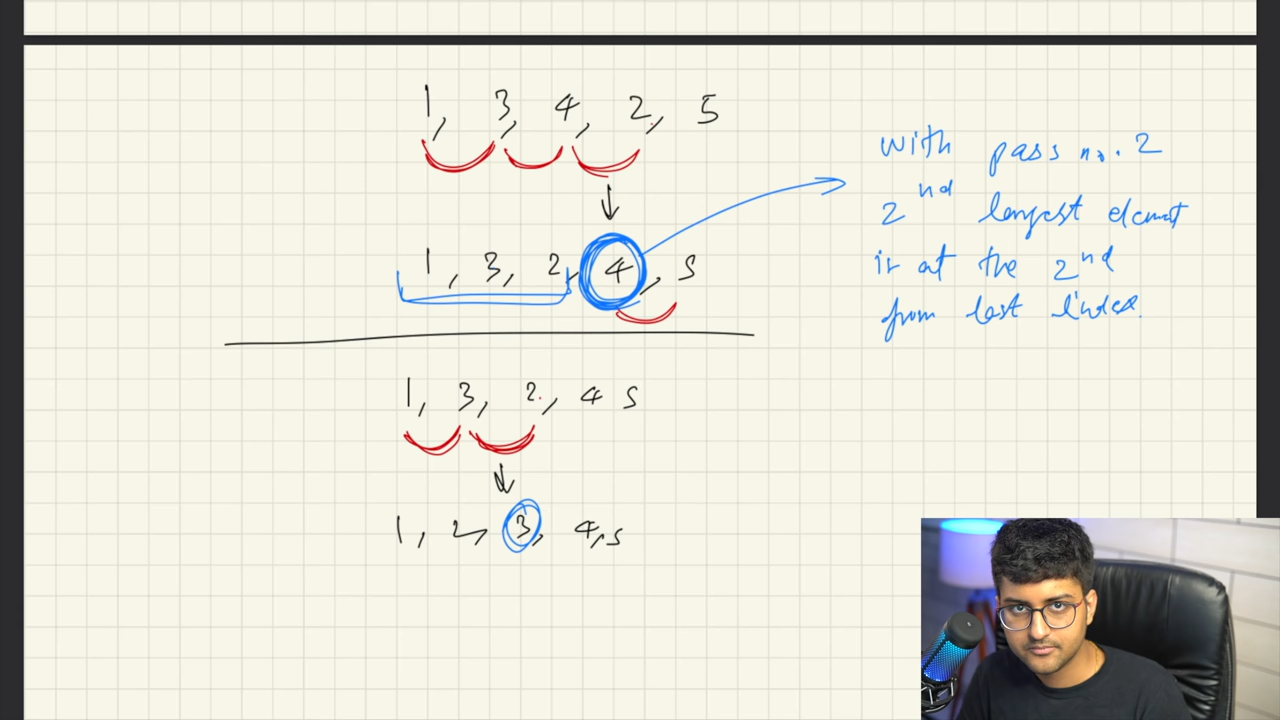 1, 3, 4, 2, 5
1, 3, 2, 4, 5
with pass no. 2
2nd largest element
is at the 2nd
from last index.
1, 3, 2, 4 5
1, 2, 3, 4, 5